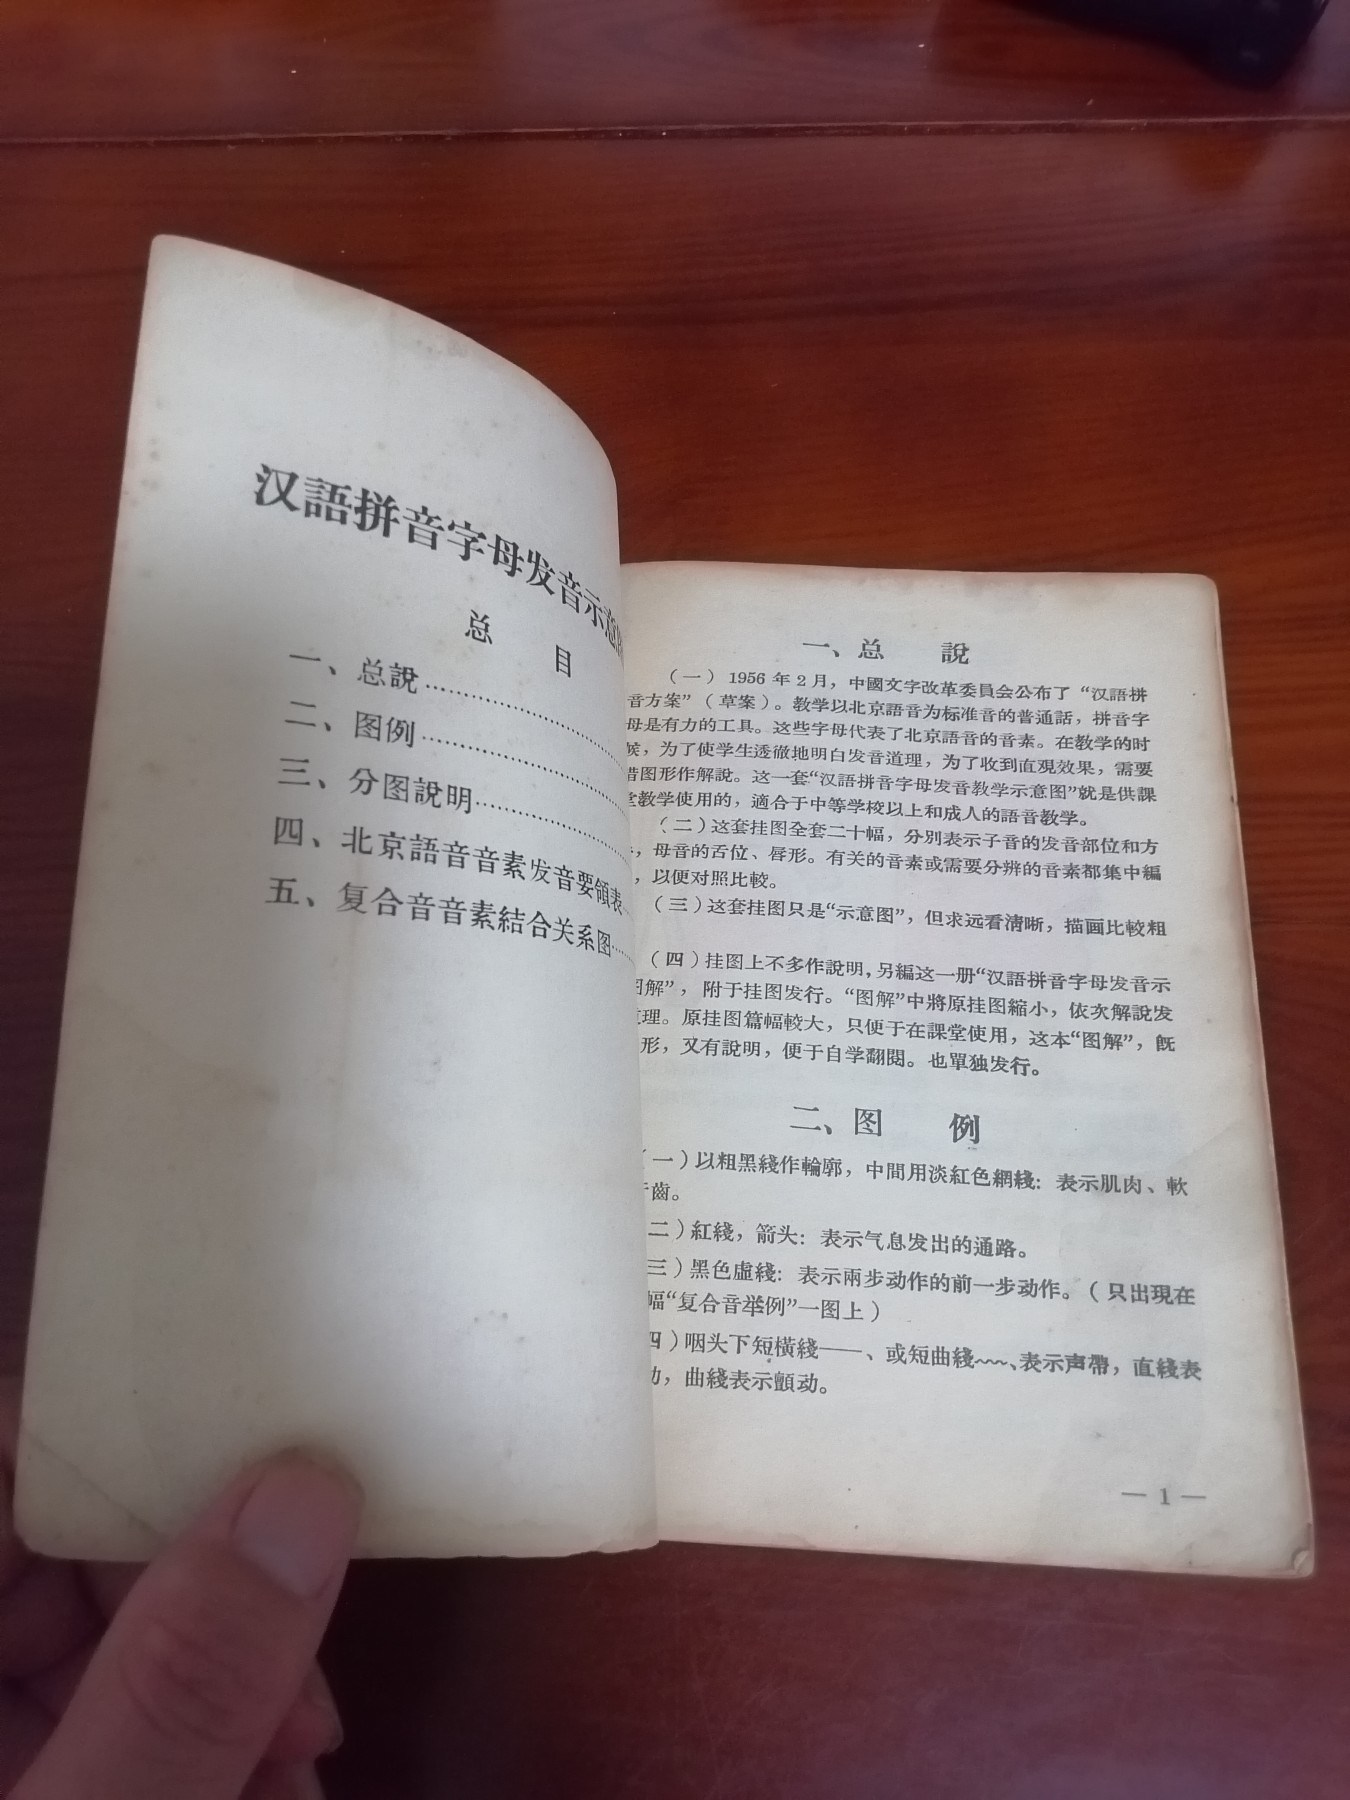 汉語拼音字母发音示意
总　目
一、总說
二、图例
三、分图說明
四、北京語音音素发音要領表
五、复合音音素結合关系图
一、总　說
（一）1956年2月，中國文字改革委員会公布了“汉語拼
音方案”（草案）。教学以北京語音为标准音的普通話，拼音字
母是有力的工具。这些字母代表了北京語音的音素。在教学的时
候，为了使学生透徹地明白发音道理，为了收到直观效果，需要
借图形作解說。这一套“汉語拼音字母发音教学示意图”就是供課
堂教学使用的，適合于中等学校以上和成人的語音教学。
（二）这套挂图全套二十幅，分別表示子音的发音部位和方
，母音的舌位、唇形。有关的音素或需要分辨的音素都集中編
，以便对照比較。
（三）这套挂图只是“示意图”，但求远看清晰，描画比較粗
（四）挂图上不多作說明，另編这一册“汉語拼音字母发音示
图解”，附于挂图发行。“图解”中將原挂图縮小，依次解說发
理。原挂图篇幅較大，只便于在課堂使用，这本“图解”，旣
形，又有說明，便于自学翻閱。也單独发行。
二、图　例
（一）以粗黑綫作輪廓，中間用淡紅色網綫：表示肌肉、軟
齒。
二）紅綫，箭头：表示气息发出的通路。
三）黑色虛綫：表示兩步动作的前一步动作。（只出現在
幅“复合音举例”一图上）
四）咽头下短橫綫——、或短曲綫~~~、表示声帶，直綫表
动，曲綫表示顫动。
— 1 —